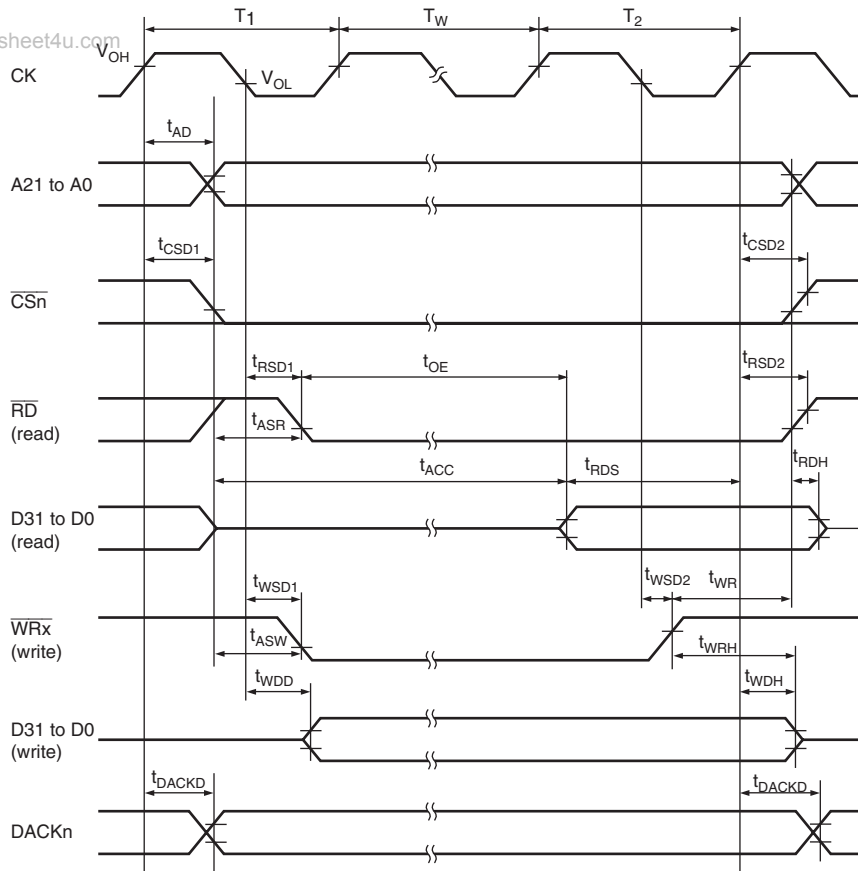 T1 TW T2
sheet4u.com
VOH
CK
VOL
tAD
A21 to A0
tCSD1 tCSD2
CSn
tRSD1 tOE tRSD2
RD
(read)
tASR
tACC tRDS tRDH
D31 to D0
(read)
tWSD1 tWSD2 tWR
WRx
(write)
tASW tWRH
tWDD tWDH
D31 to D0
(write)
tDACKD tDACKD
DACKn